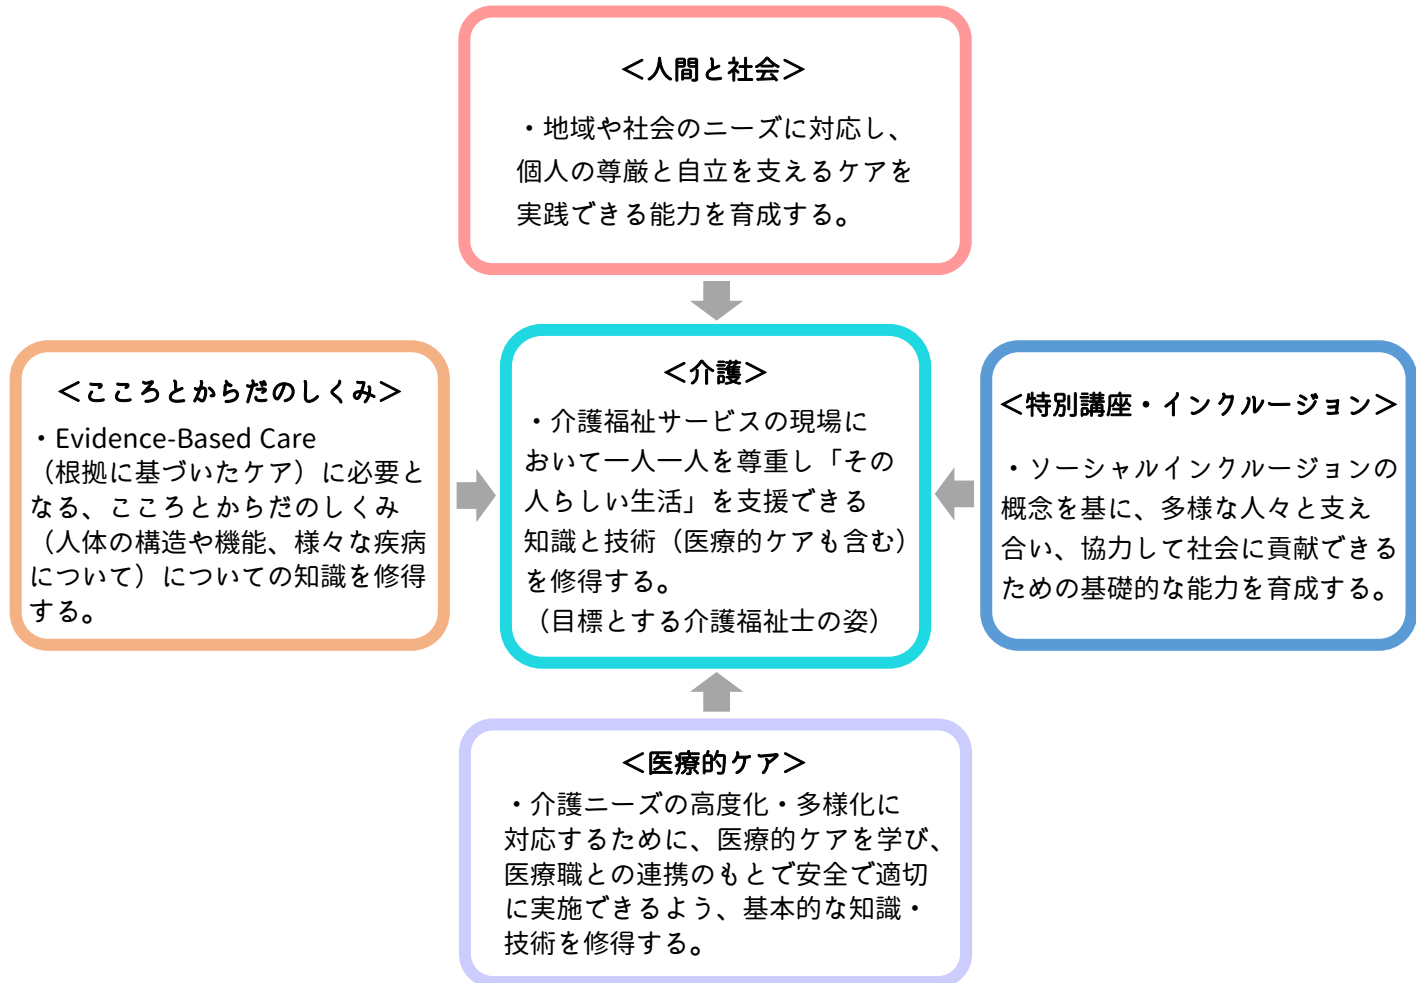 ＜人間と社会＞
・地域や社会のニーズに対応し、
個人の尊厳と自立を支えるケアを
実践できる能力を育成する。
＜こころとからだのしくみ＞
・Evidence-Based Care
（根拠に基づいたケア）に必要と
なる、こころとからだのしくみ
（人体の構造や機能、様々な疾病
について）についての知識を修得
する。
＜介護＞
・介護福祉サービスの現場に
おいて一人一人を尊重し「その
人らしい生活」を支援できる
知識と技術（医療的ケアも含む）
を修得する。
（目標とする介護福祉士の姿）
＜特別講座・インクルージョン＞
・ソーシャルインクルージョンの
概念を基に、多様な人々と支え
合い、協力して社会に貢献できる
ための基礎的な能力を育成する。
＜医療的ケア＞
・介護ニーズの高度化・多様化に
対応するために、医療的ケアを学び、
医療職との連携のもとで安全で適切
に実施できるよう、基本的な知識・
技術を修得する。